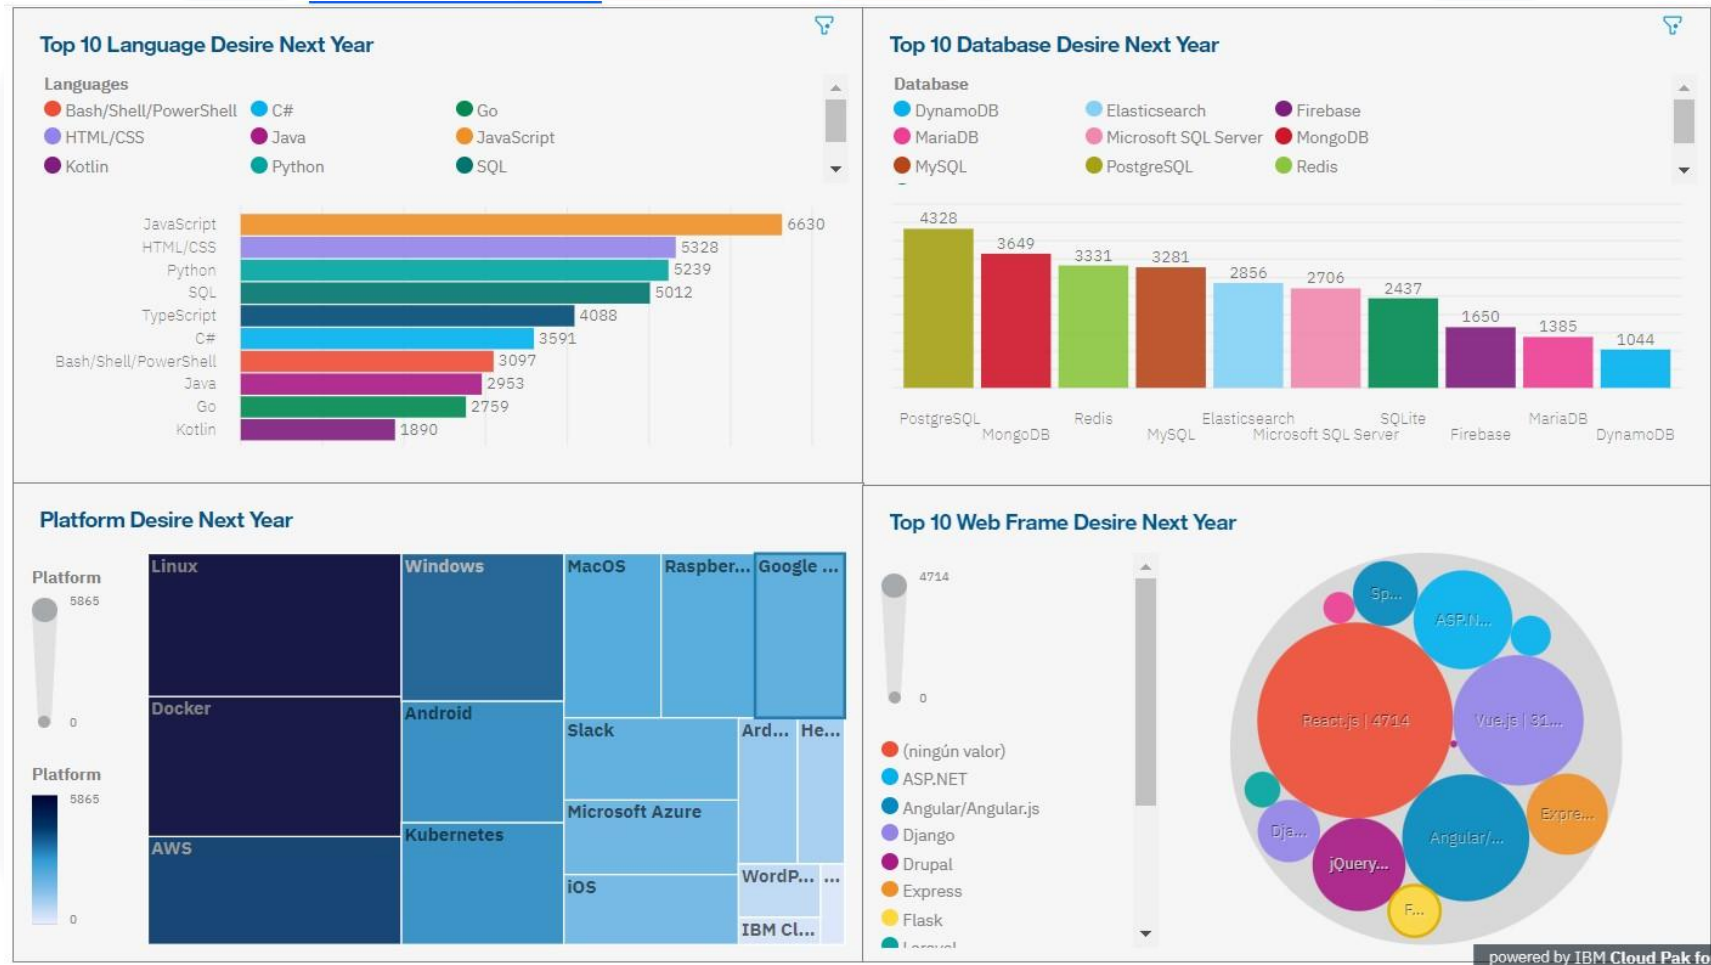 Top 10 Language Desire Next Year
Languages
Bash/Shell/PowerShell C# Go
HTML/CSS Java JavaScript
Kotlin Python SQL
JavaScript 6630
HTML/CSS 5328
Python 5239
SQL 5012
TypeScript 4088
C# 3591
Bash/Shell/PowerShell 3097
Java 2953
Go 2759
Kotlin 1890
Top 10 Database Desire Next Year
Database
DynamoDB Elasticsearch Firebase
MariaDB Microsoft SQL Server MongoDB
MySQL PostgreSQL Redis
4328 3649 3331 3281 2856 2706 2437 1650 1385 1044
PostgreSQL MongoDB Redis MySQL Elasticsearch Microsoft SQL Server SQLite Firebase MariaDB DynamoDB
Platform Desire Next Year
Platform
5865
0
Platform
5865
0
Linux Windows MacOS Raspber... Google ...
Docker Android Slack Ard... He...
Microsoft Azure
AWS Kubernetes
iOS WordP... ...
IBM Cl...
Top 10 Web Frame Desire Next Year
4714
0
(ningún valor)
ASP.NET
Angular/Angular.js
Django
Drupal
Express
Flask
Laravel
Sp...
ASP.N...
React.js | 4714 Vue.js | 31...
Expre...
Dja... Angular/...
jQuery...
F...
powered by IBM Cloud Pak fo